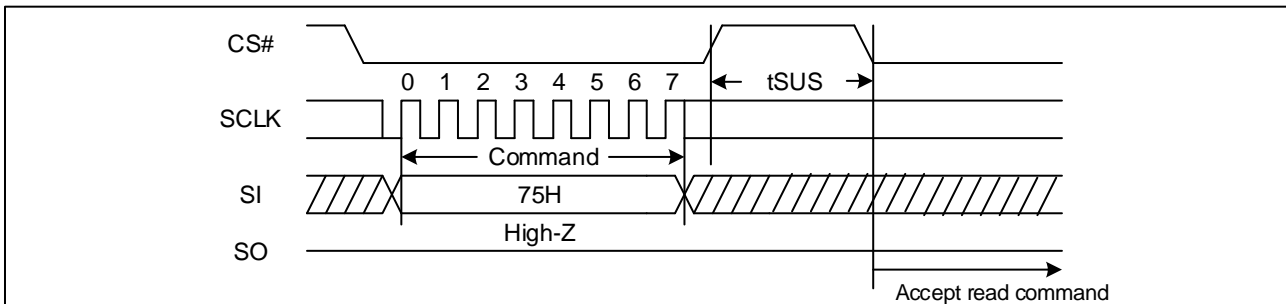 CS#
tSUS
0 1 2 3 4 5 6 7
SCLK
Command
SI
75H
High-Z
SO
Accept read command